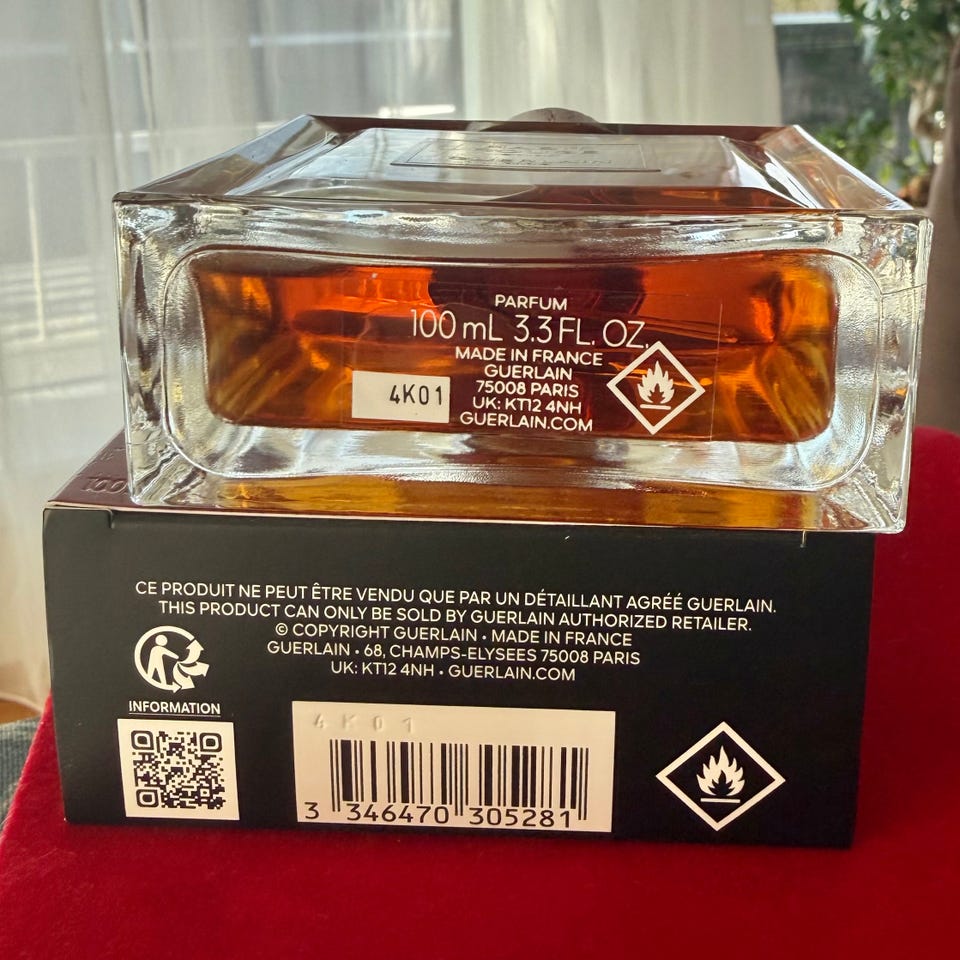 GUERLAIN
PARFUM
100 mL 3.3 FL. OZ.
MADE IN FRANCE
GUERLAIN
75008 PARIS
UK: KT12 4NH
GUERLAIN.COM
4K01
CE PRODUIT NE PEUT ÊTRE VENDU QUE PAR UN DÉTAILLANT AGRÉÉ GUERLAIN.
THIS PRODUCT CAN ONLY BE SOLD BY GUERLAIN AUTHORIZED RETAILER.
© COPYRIGHT GUERLAIN • MADE IN FRANCE
GUERLAIN • 68, CHAMPS-ELYSEES 75008 PARIS
UK: KT12 4NH • GUERLAIN.COM
INFORMATION
4K01
3 346470 305281